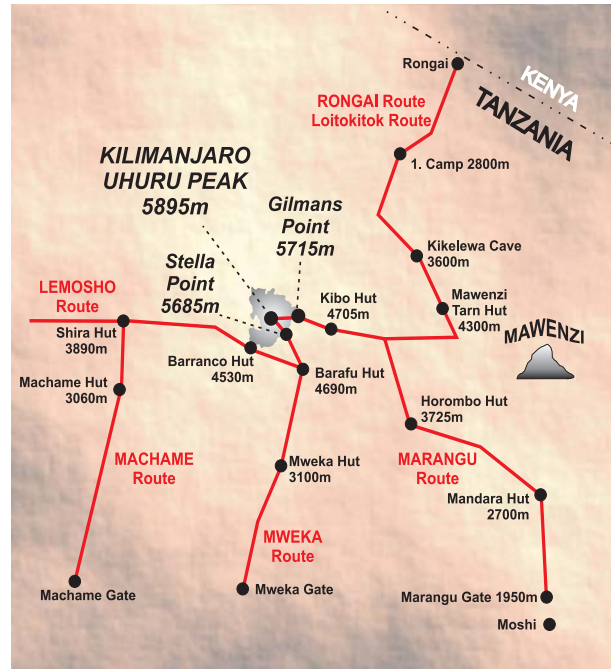 Rongai
KENYA
TANZANIA
RONGAI Route
Loitokitok Route
KILIMANJARO
UHURU PEAK
5895m
1. Camp 2800m
Gilmans
Point
5715m
Stella
Point
5685m
Kikelewa Cave
3600m
LEMOSHO
Route
Kibo Hut
4705m
Mawenzi
Tarn Hut
4300m
MAWENZI
Shira Hut
3890m
Barranco Hut
4530m
Barafu Hut
4690m
Machame Hut
3060m
Horombo Hut
3725m
MACHAME
Route
Mweka Hut
3100m
MARANGU
Route
Mandara Hut
2700m
MWEKA
Route
Machame Gate
Mweka Gate
Marangu Gate 1950m
Moshi